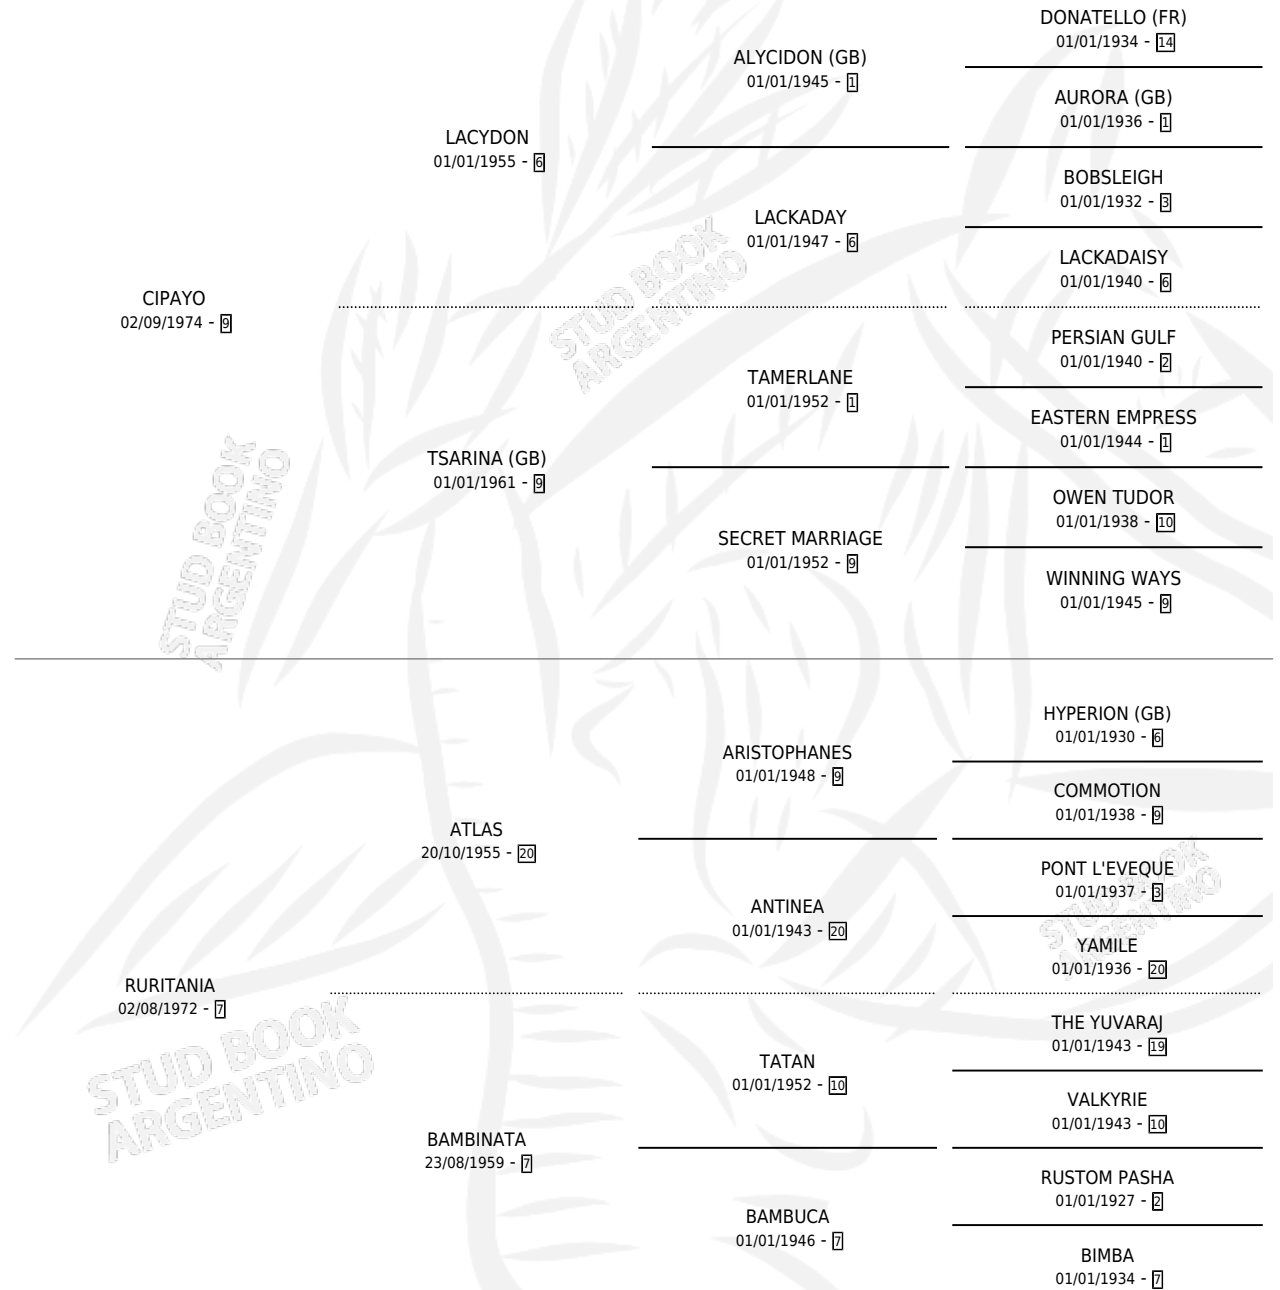 DONATELLO (FR)
01/01/1934 - 14
ALYCIDON (GB)
01/01/1945 - 1
AURORA (GB)
01/01/1936 - 1
LACYDON
01/01/1955 - 6
BOBSLEIGH
01/01/1932 - 3
LACKADAY
01/01/1947 - 6
LACKADAISY
01/01/1940 - 6
CIPAYO
02/09/1974 - 9
PERSIAN GULF
01/01/1940 - 2
TAMERLANE
01/01/1952 - 1
EASTERN EMPRESS
01/01/1944 - 1
TSARINA (GB)
01/01/1961 - 9
OWEN TUDOR
01/01/1938 - 10
SECRET MARRIAGE
01/01/1952 - 9
WINNING WAYS
01/01/1945 - 9
HYPERION (GB)
01/01/1930 - 6
ARISTOPHANES
01/01/1948 - 9
COMMOTION
01/01/1938 - 9
ATLAS
20/10/1955 - 20
PONT L'EVEQUE
01/01/1937 - 3
ANTINEA
01/01/1943 - 20
YAMILE
01/01/1936 - 20
RURITANIA
02/08/1972 - 7
THE YUVARAJ
01/01/1943 - 19
TATAN
01/01/1952 - 10
VALKYRIE
01/01/1943 - 10
BAMBINATA
23/08/1959 - 7
RUSTOM PASHA
01/01/1927 - 2
BAMBUCA
01/01/1946 - 7
BIMBA
01/01/1934 - 7
STUD BOOK
ARGENTINO
STUD BOOK
ARGENTINO
STUD BOOK
ARGENTINO
STUD BOOK
ARGENTINO